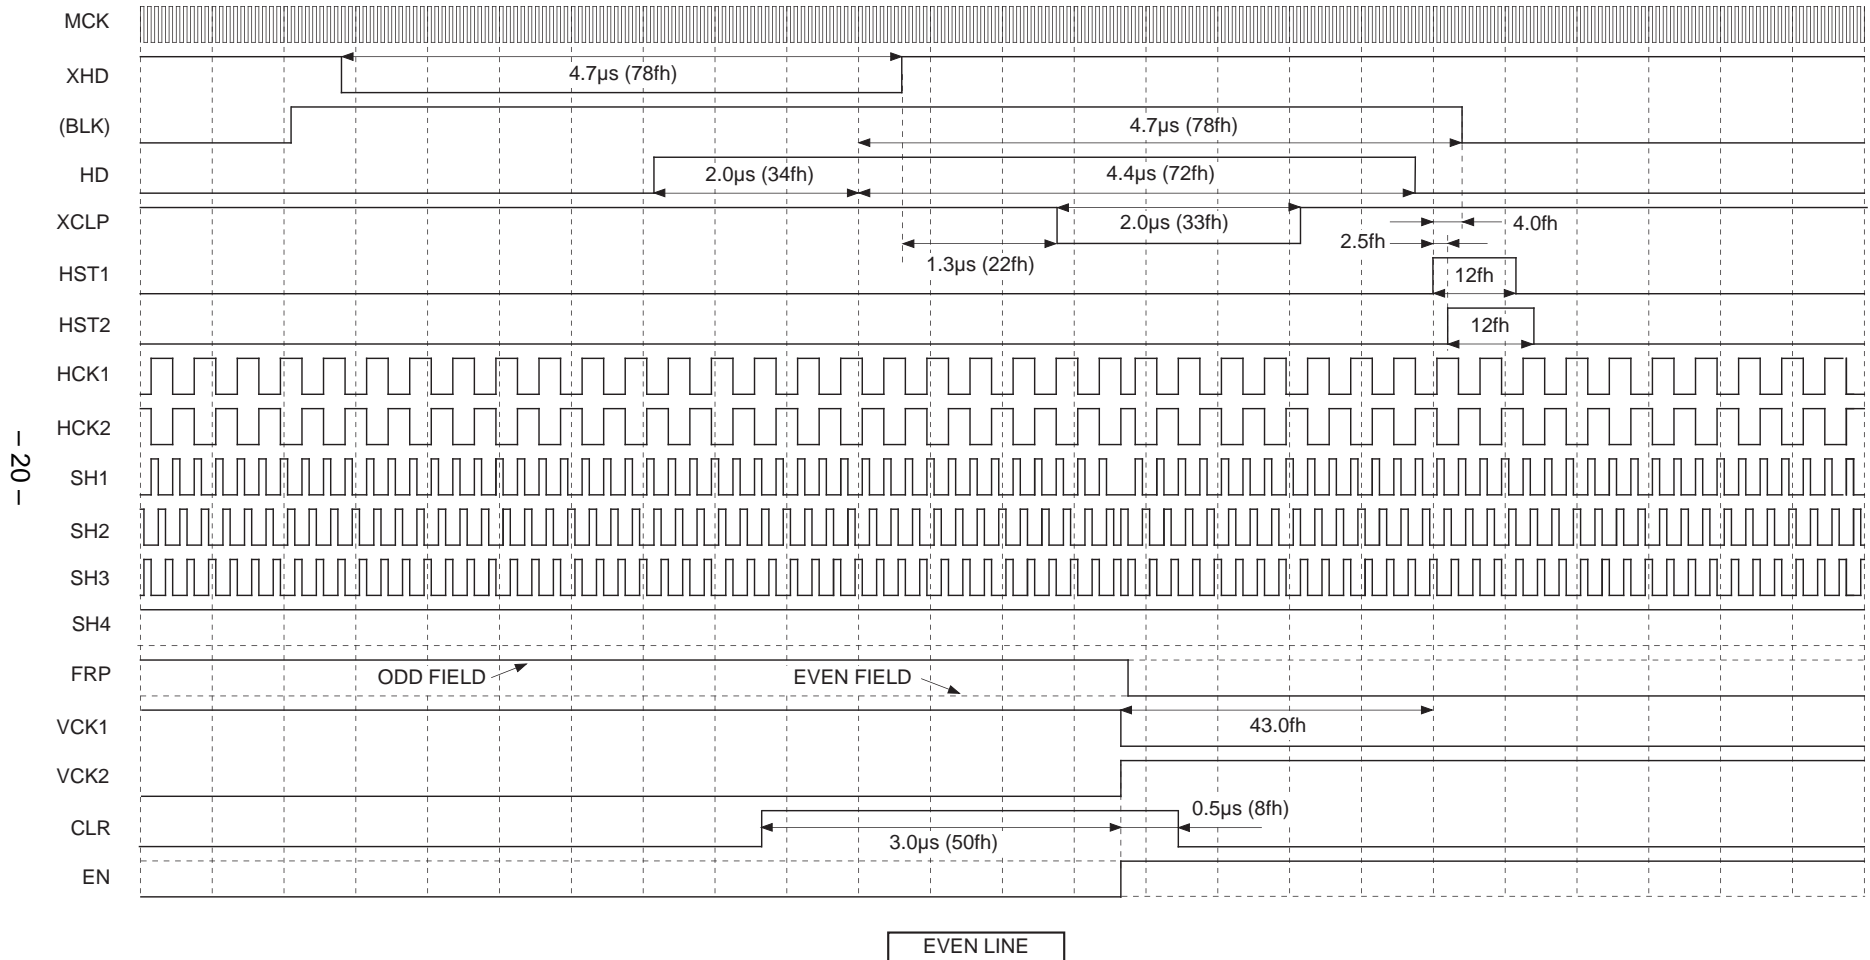 MCK
XHD
4.7µs (78fh)
(BLK)
4.7µs (78fh)
HD
2.0µs (34fh)
4.4µs (72fh)
XCLP
2.0µs (33fh)
4.0fh
2.5fh
1.3µs (22fh)
HST1
12fh
HST2
12fh
HCK1
HCK2
– 20 –
SH1
SH2
SH3
SH4
FRP
ODD FIELD
EVEN FIELD
VCK1
43.0fh
VCK2
CLR
0.5µs (8fh)
3.0µs (50fh)
EN
EVEN LINE